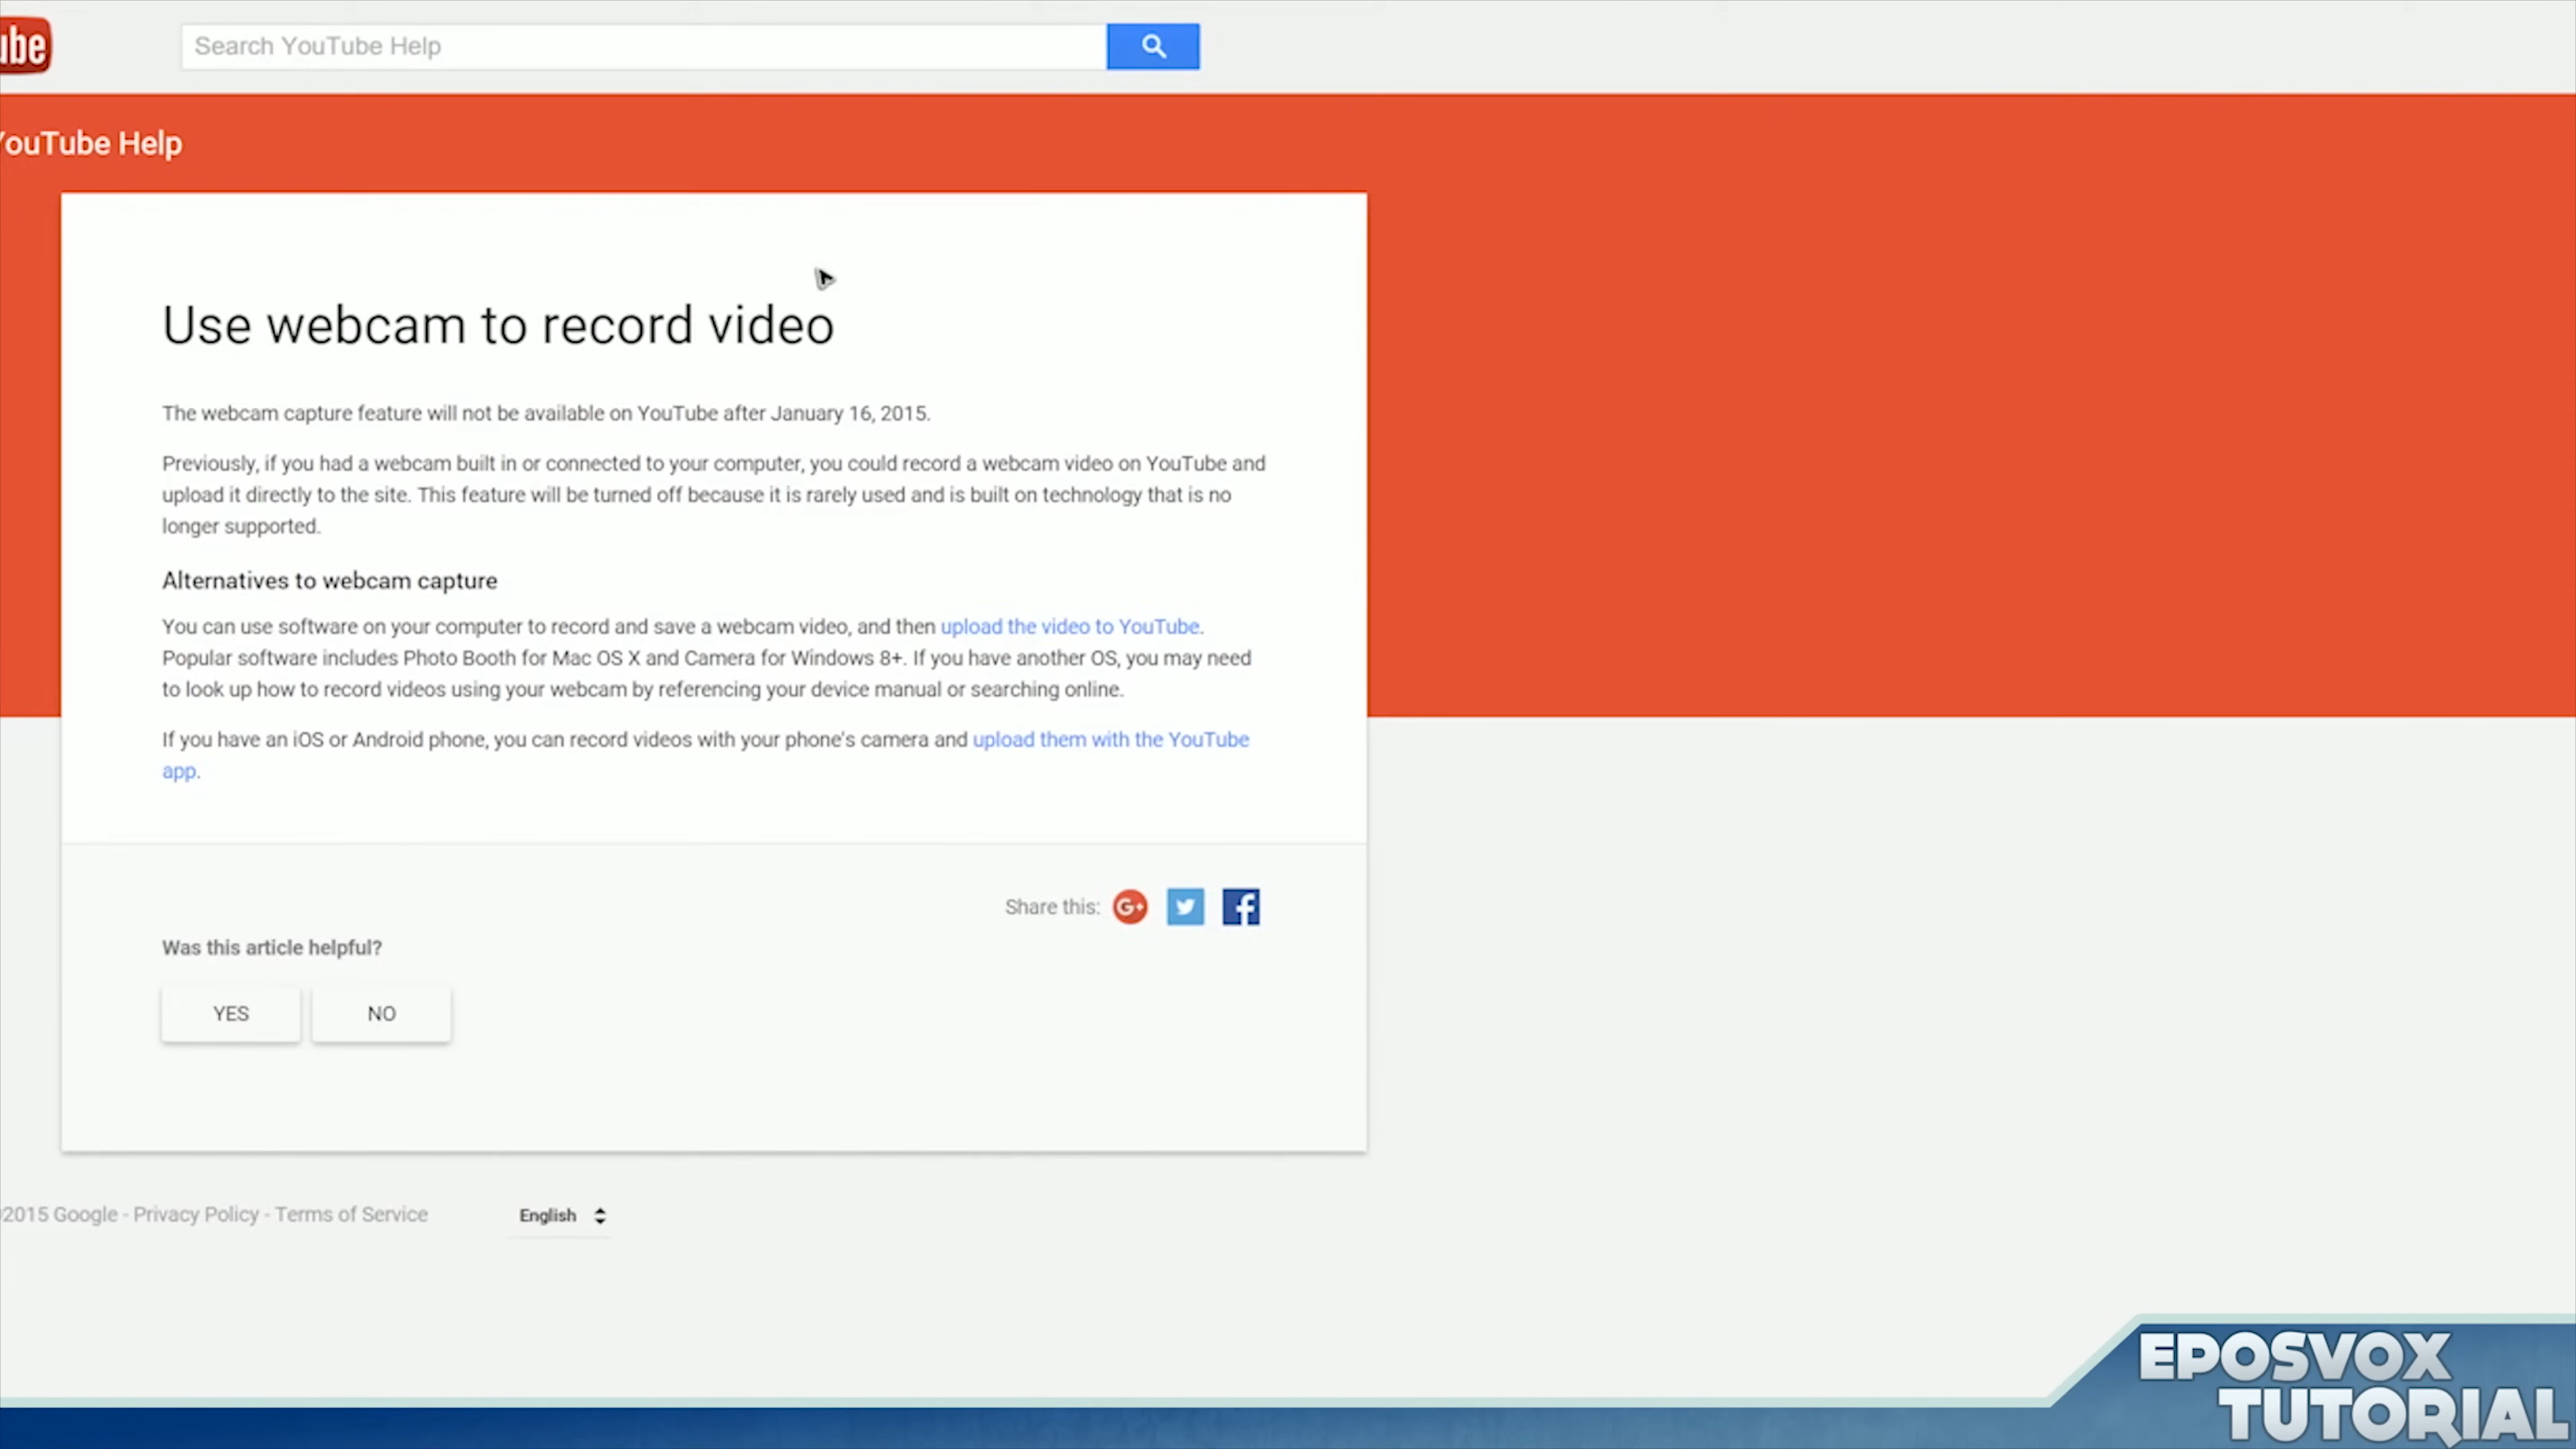 ube
Search YouTube Help
YouTube Help
Use webcam to record video
The webcam capture feature will not be available on YouTube after January 16, 2015.
Previously, if you had a webcam built in or connected to your computer, you could record a webcam video on YouTube and
upload it directly to the site. This feature will be turned off because it is rarely used and is built on technology that is no
longer supported.
Alternatives to webcam capture
You can use software on your computer to record and save a webcam video, and then upload the video to YouTube.
Popular software includes Photo Booth for Mac OS X and Camera for Windows 8+. If you have another OS, you may need
to look up how to record videos using your webcam by referencing your device manual or searching online.
If you have an iOS or Android phone, you can record videos with your phone's camera and upload them with the YouTube
app.
Share this: G+ f
Was this article helpful?
YES NO
©2015 Google - Privacy Policy - Terms of Service English
EPOSVOX
TUTORIAL